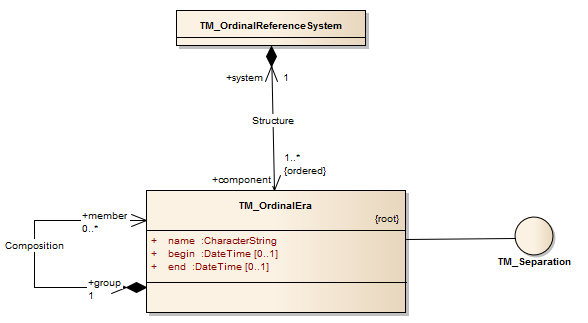 TM_OrdinalReferenceSystem
+system 1
Structure
1..*
{ordered}
+component
TM_OrdinalEra
{root}
+ name :CharacterString
+ begin :DateTime [0..1]
+ end :DateTime [0..1]
+member
0..*
Composition
+group
1
TM_Separation